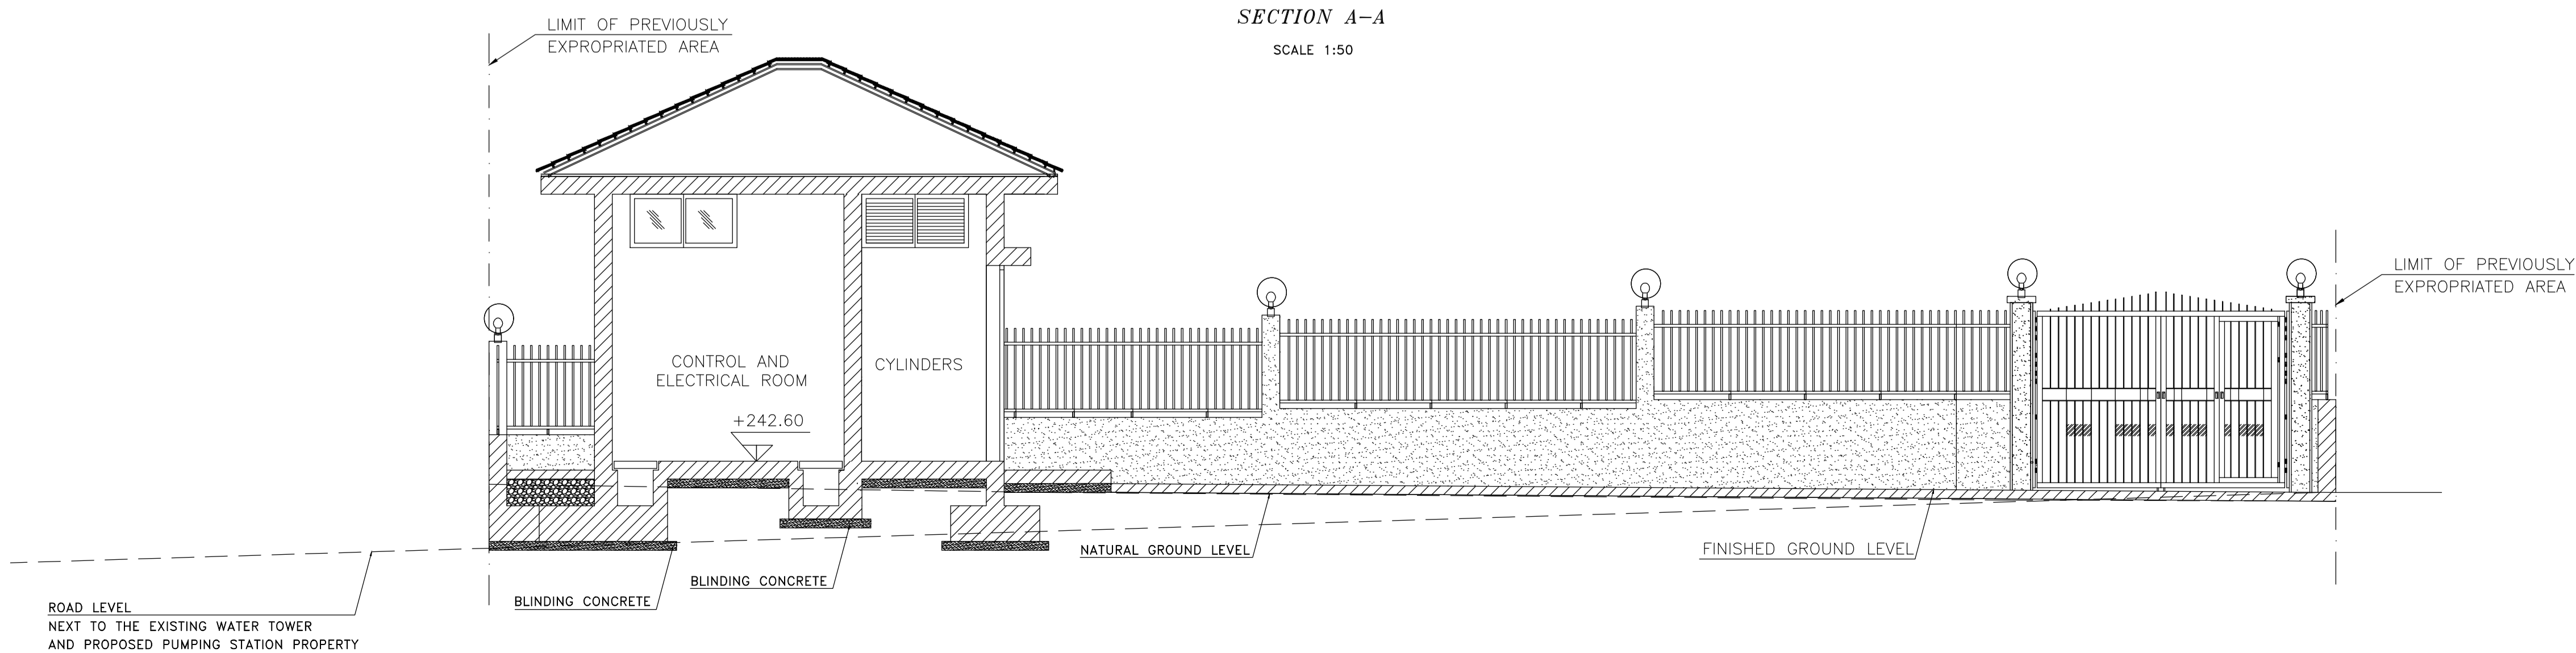 SECTION A-A
SCALE 1:50
LIMIT OF PREVIOUSLY
EXPROPRIATED AREA
LIMIT OF PREVIOUSLY
EXPROPRIATED AREA
CONTROL AND
ELECTRICAL ROOM
CYLINDERS
+242.60
NATURAL GROUND LEVEL
FINISHED GROUND LEVEL
BLINDING CONCRETE
BLINDING CONCRETE
ROAD LEVEL
NEXT TO THE EXISTING WATER TOWER
AND PROPOSED PUMPING STATION PROPERTY